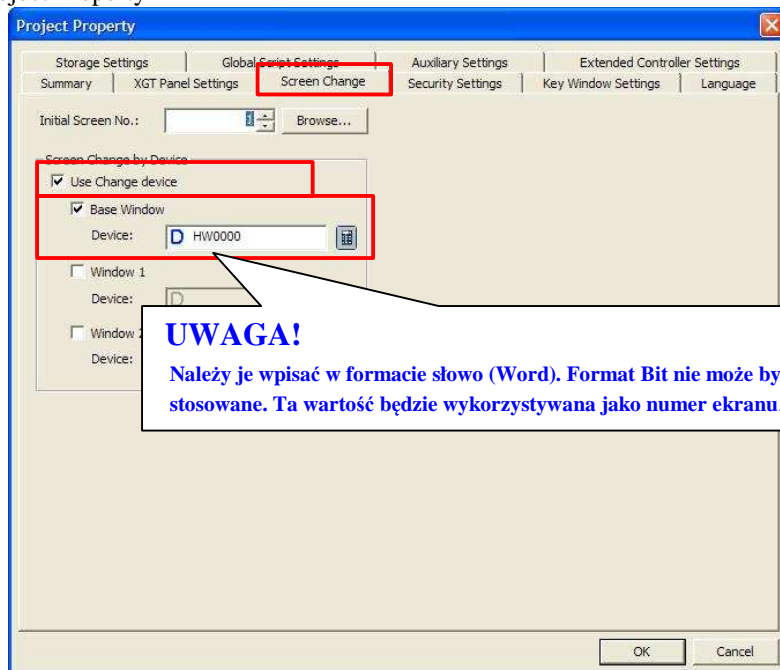 Project Property
Storage Settings
Global Script Settings
Auxiliary Settings
Extended Controller Settings
Summary
XGT Panel Settings
Screen Change
Security Settings
Key Window Settings
Language
Initial Screen No.:
1
Browse...
Screen Change by Device
Use Change device
Base Window
Device:
D HW0000
Window 1
Device:
D
Window
Device:
UWAGA!
Należy je wpisać w formacie słowo (Word). Format Bit nie może by
stosowane. Ta wartość będzie wykorzystywana jako numer ekranu.
OK
Cancel